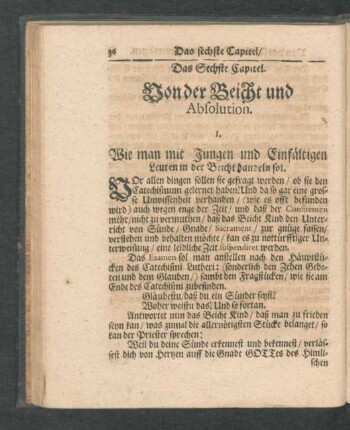 36 Das sechste Capitel/
Das Sechste Capitel.
Von der Beicht und
Absolution.
I.
Wie man mit Jungen und Einfältigen
Leuten in der Beicht handeln sol.
VOr allen dingen sollen sie gefragt werden / ob sie den
Catechismum gelernet haben? Und da so gar eine gros-
se Unwissenheit verhanden / (wie es offt befunden
wird) auch wegen enge der Zeit / und daß der Confitenten
mehr / nicht zu vermuthen / daß das Beicht Kind den Unter-
richt von Sünde / Gnade / Sacrament / zur gnüge fassen /
verstehen und behalten möchte / kan es zu notturfftiger Un-
terweisung / eine leidliche Zeit suspendiret werden.
Das Examen sol man anstellen nach den Häuptstü-
cken des Catechismi Lutheri: sonderlich den Zehen Gebo-
ten und dem Glauben / sambt den Fragstücken / wie sie am
Ende des Catechismi zubefinden.
Gläubestu / daß du ein Sünder seyst?
Woher weistu das? Und so fortan.
Antwortet nun das Beicht Kind / daß man zu frieden
seyn kan / was zumal die allernötigsten Stücke belanget / so
kan der Priester sprechen:
Weil du deine Sünde erkennest und bekennest / verläs-
sest dich von Hertzen auff die Gnade GOTTes des Himli-
schen